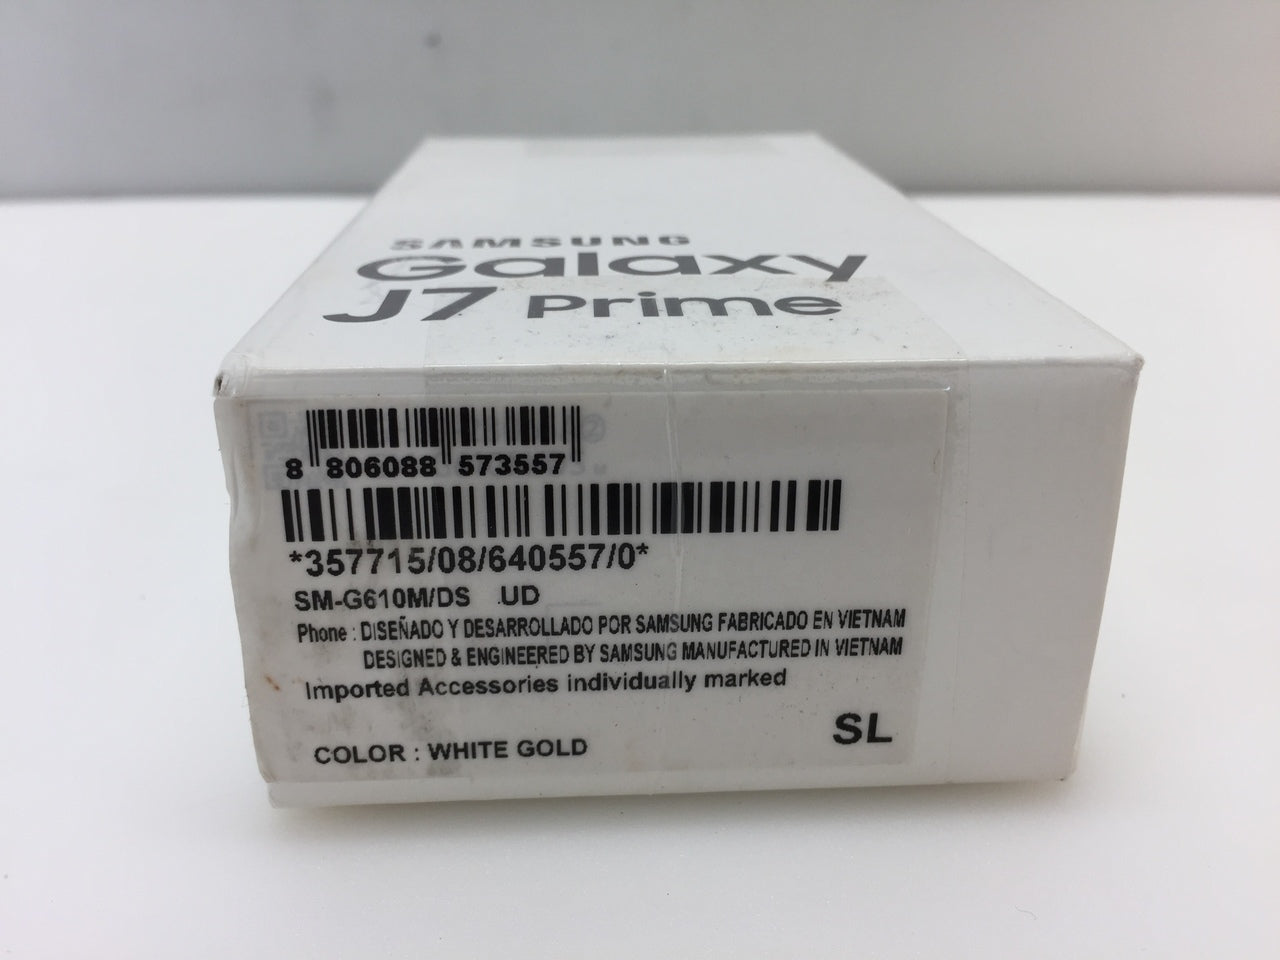 SAMSUNG
Galaxy
J7 Prime
8 806088 573557
*357715/08/640557/0*
SM-G610M/DS UD
Phone : DISEÑADO Y DESARROLLADO POR SAMSUNG FABRICADO EN VIETNAM
DESIGNED & ENGINEERED BY SAMSUNG MANUFACTURED IN VIETNAM
Imported Accessories individually marked
SL
COLOR : WHITE GOLD